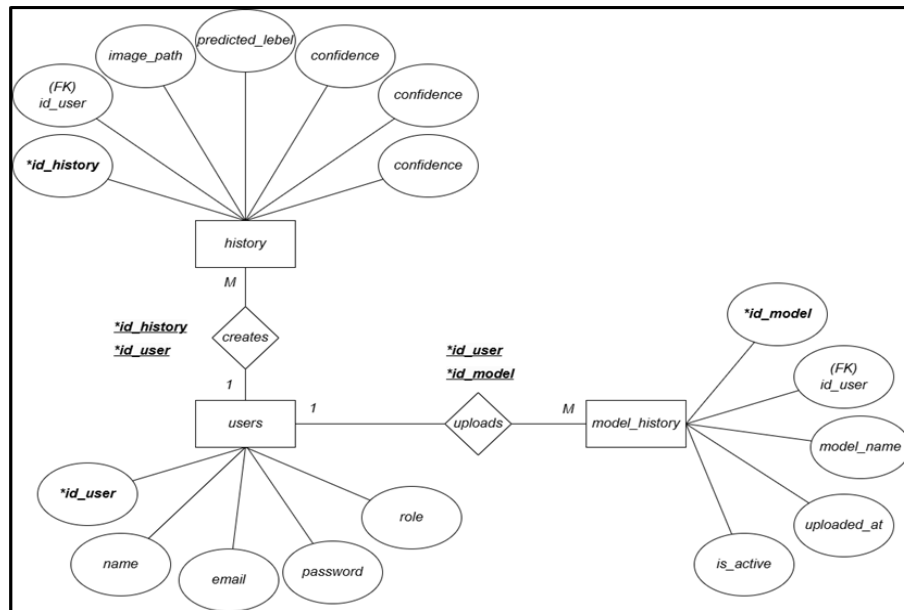 predicted_lebel
image_path
confidence
(FK)
id_user
confidence
*id_history
confidence
history
M
*id_history
*id_user
creates
1
users
1
*id_user
*id_model
uploads
M
model_history
*id_model
(FK)
id_user
model_name
uploaded_at
is_active
*id_user
name
email
password
role